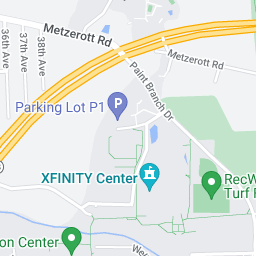 Metzerott Rd
36th Ave
37th Ave
38th Ave
Metzerott Rd
Paint Branch Dr
Parking Lot P1
P
XFINITY Center
RecW
Turf
on Center